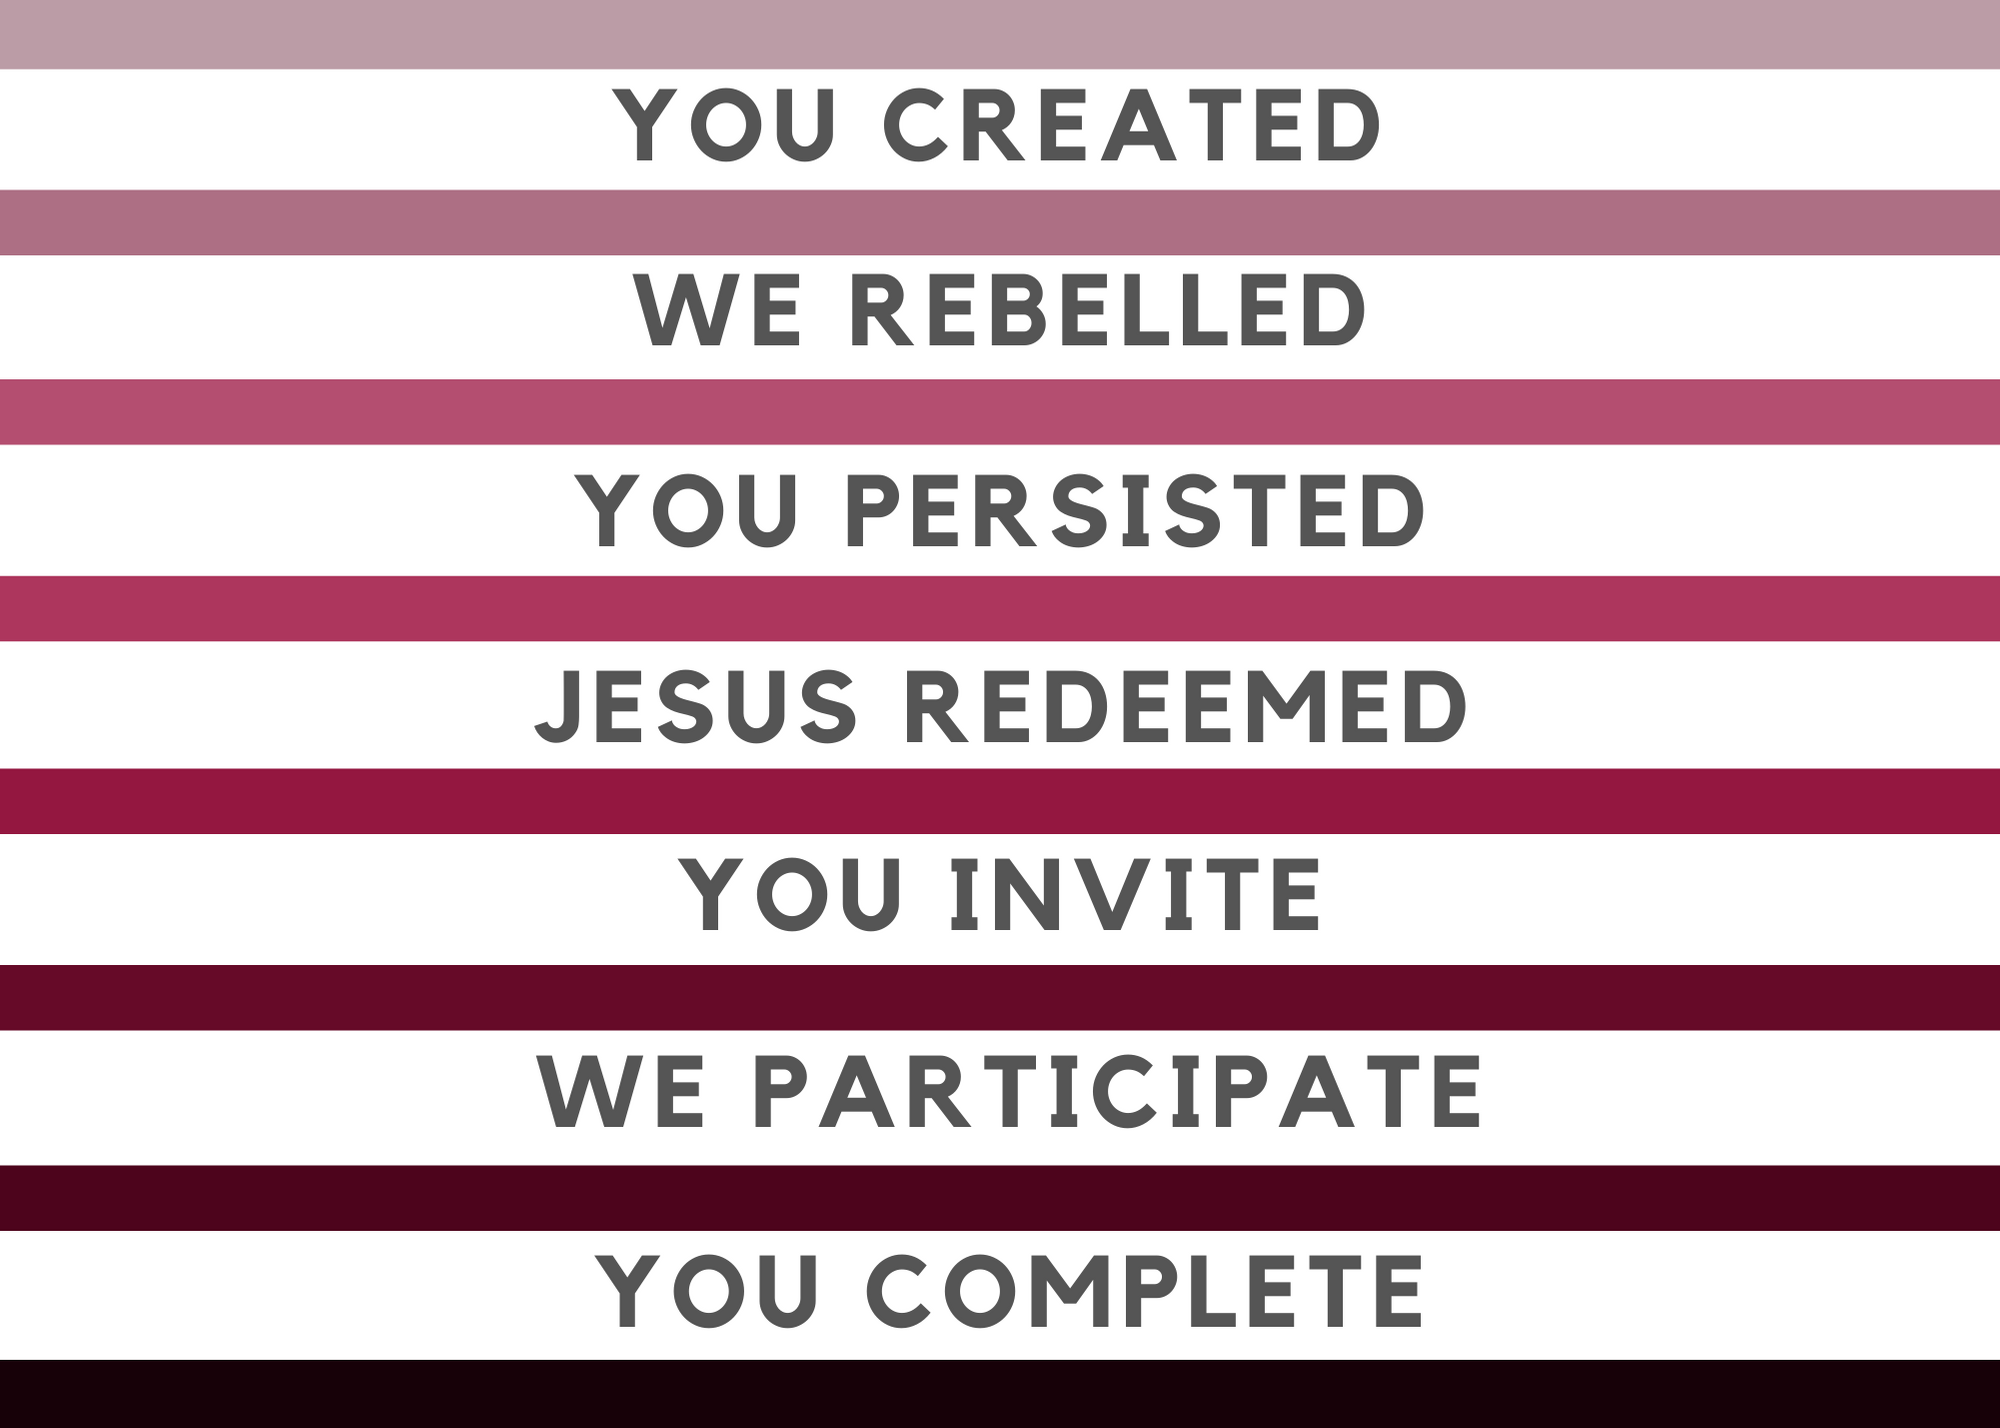 YOU CREATED
WE REBELLED
YOU PERSISTED
JESUS REDEEMED
YOU INVITE
WE PARTICIPATE
YOU COMPLETE